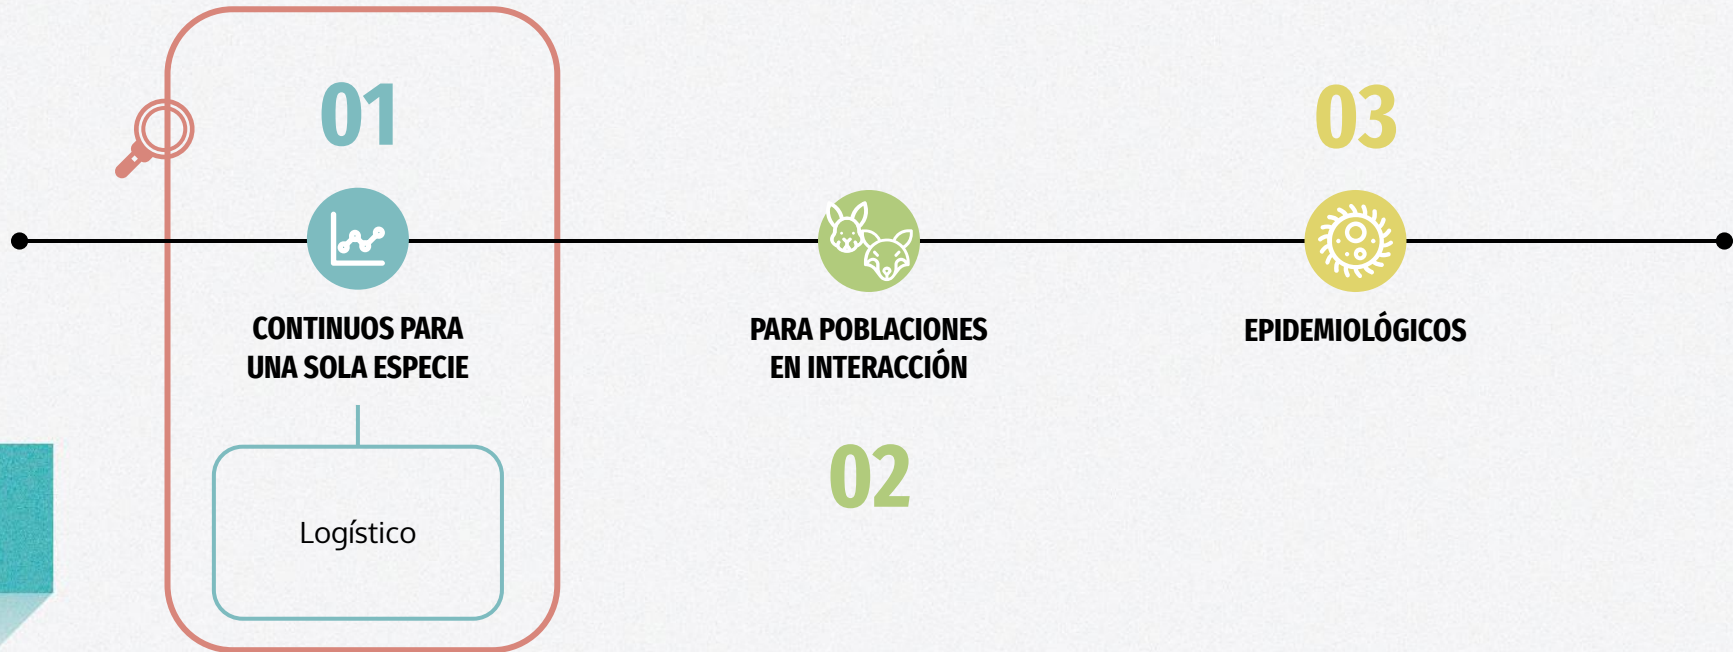 01
CONTINUOS PARA
UNA SOLA ESPECIE
Logístico
PARA POBLACIONES
EN INTERACCIÓN
02
03
EPIDEMIOLÓGICOS